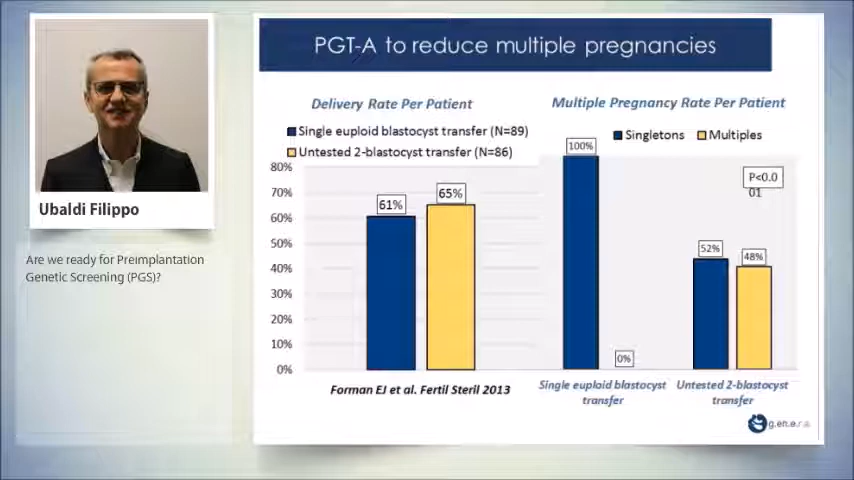 PGT-A to reduce multiple pregnancies
Ubaldi Filippo
Are we ready for Preimplantation
Genetic Screening (PGS)?
Delivery Rate Per Patient
Single euploid blastocyst transfer (N=89)
Untested 2-blastocyst transfer (N=86)
80%
70%
60%
50%
40%
30%
20%
10%
0%
61%
65%
Forman EJ et al. Fertil Steril 2013
Multiple Pregnancy Rate Per Patient
Singletons
Multiples
100%
P<0.0
01
52%
48%
0%
Single euploid blastocyst
transfer
Untested 2-blastocyst
transfer
g.en.e.r.a.